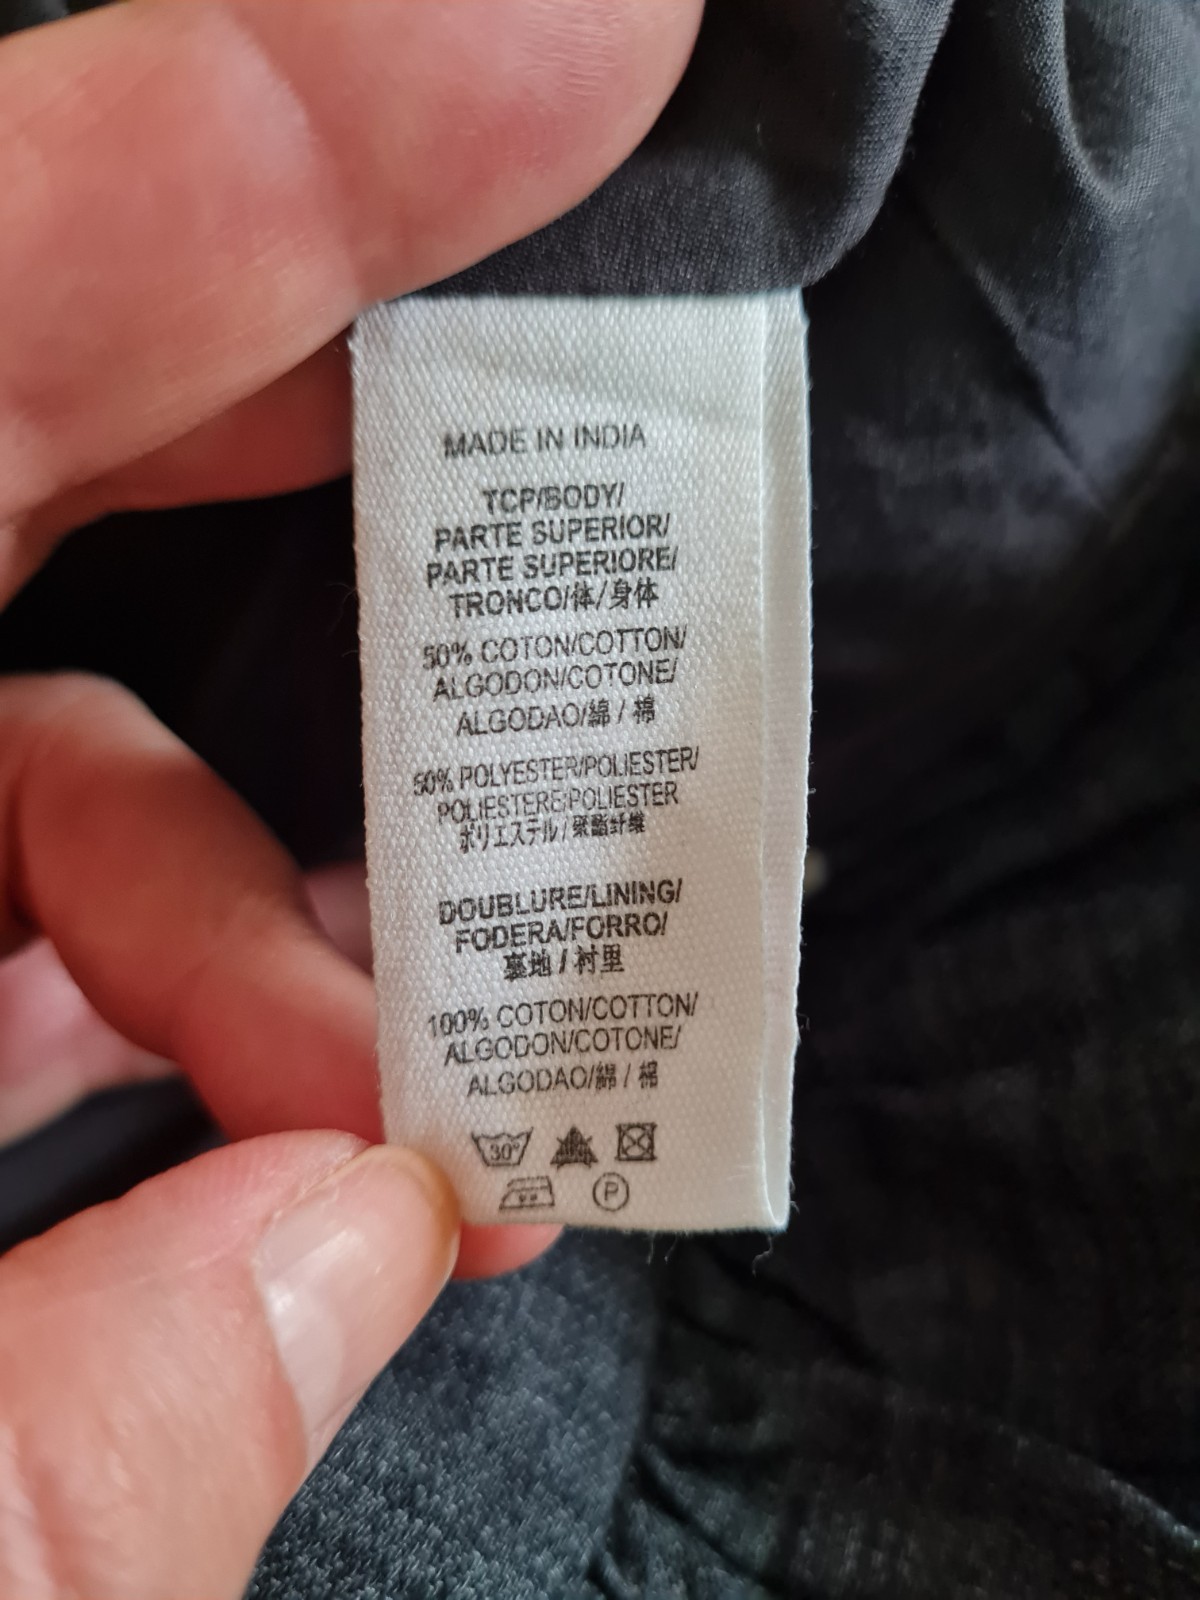 MADE IN INDIA
TOP/BODY/
PARTE SUPERIOR/
PARTE SUPERIORE/
TRONCO/体/身体
50% COTON/COTTON/
ALGODON/COTONE/
ALGODAO/綿 / 棉
50% POLYESTER/POLIESTER/
POLIESTERE/POLIESTER
ポリエステル / 聚酯纤维
DOUBLURE/LINING/
FODERA/FORRO/
裏地 / 衬里
100% COTON/COTTON/
ALGODON/COTONE/
ALGODAO/綿 / 棉
30°
P